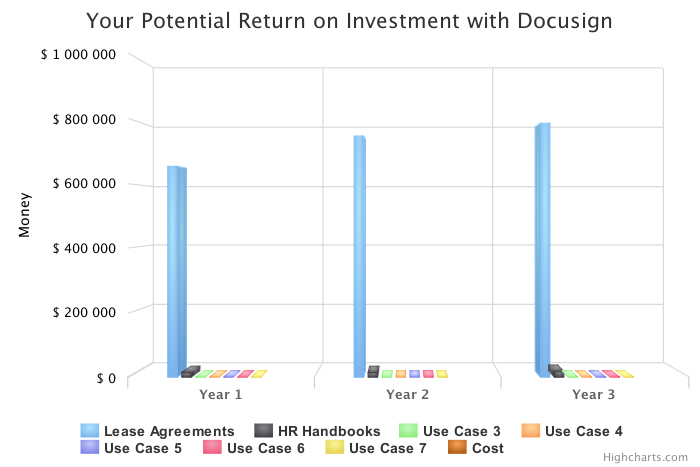 Your Potential Return on Investment with Docusign
$ 1 000 000
$ 800 000
$ 600 000
$ 400 000
$ 200 000
$ 0
Money
Year 1 Year 2 Year 3
Lease Agreements HR Handbooks Use Case 3 Use Case 4
Use Case 5 Use Case 6 Use Case 7 Cost
Highcharts.com